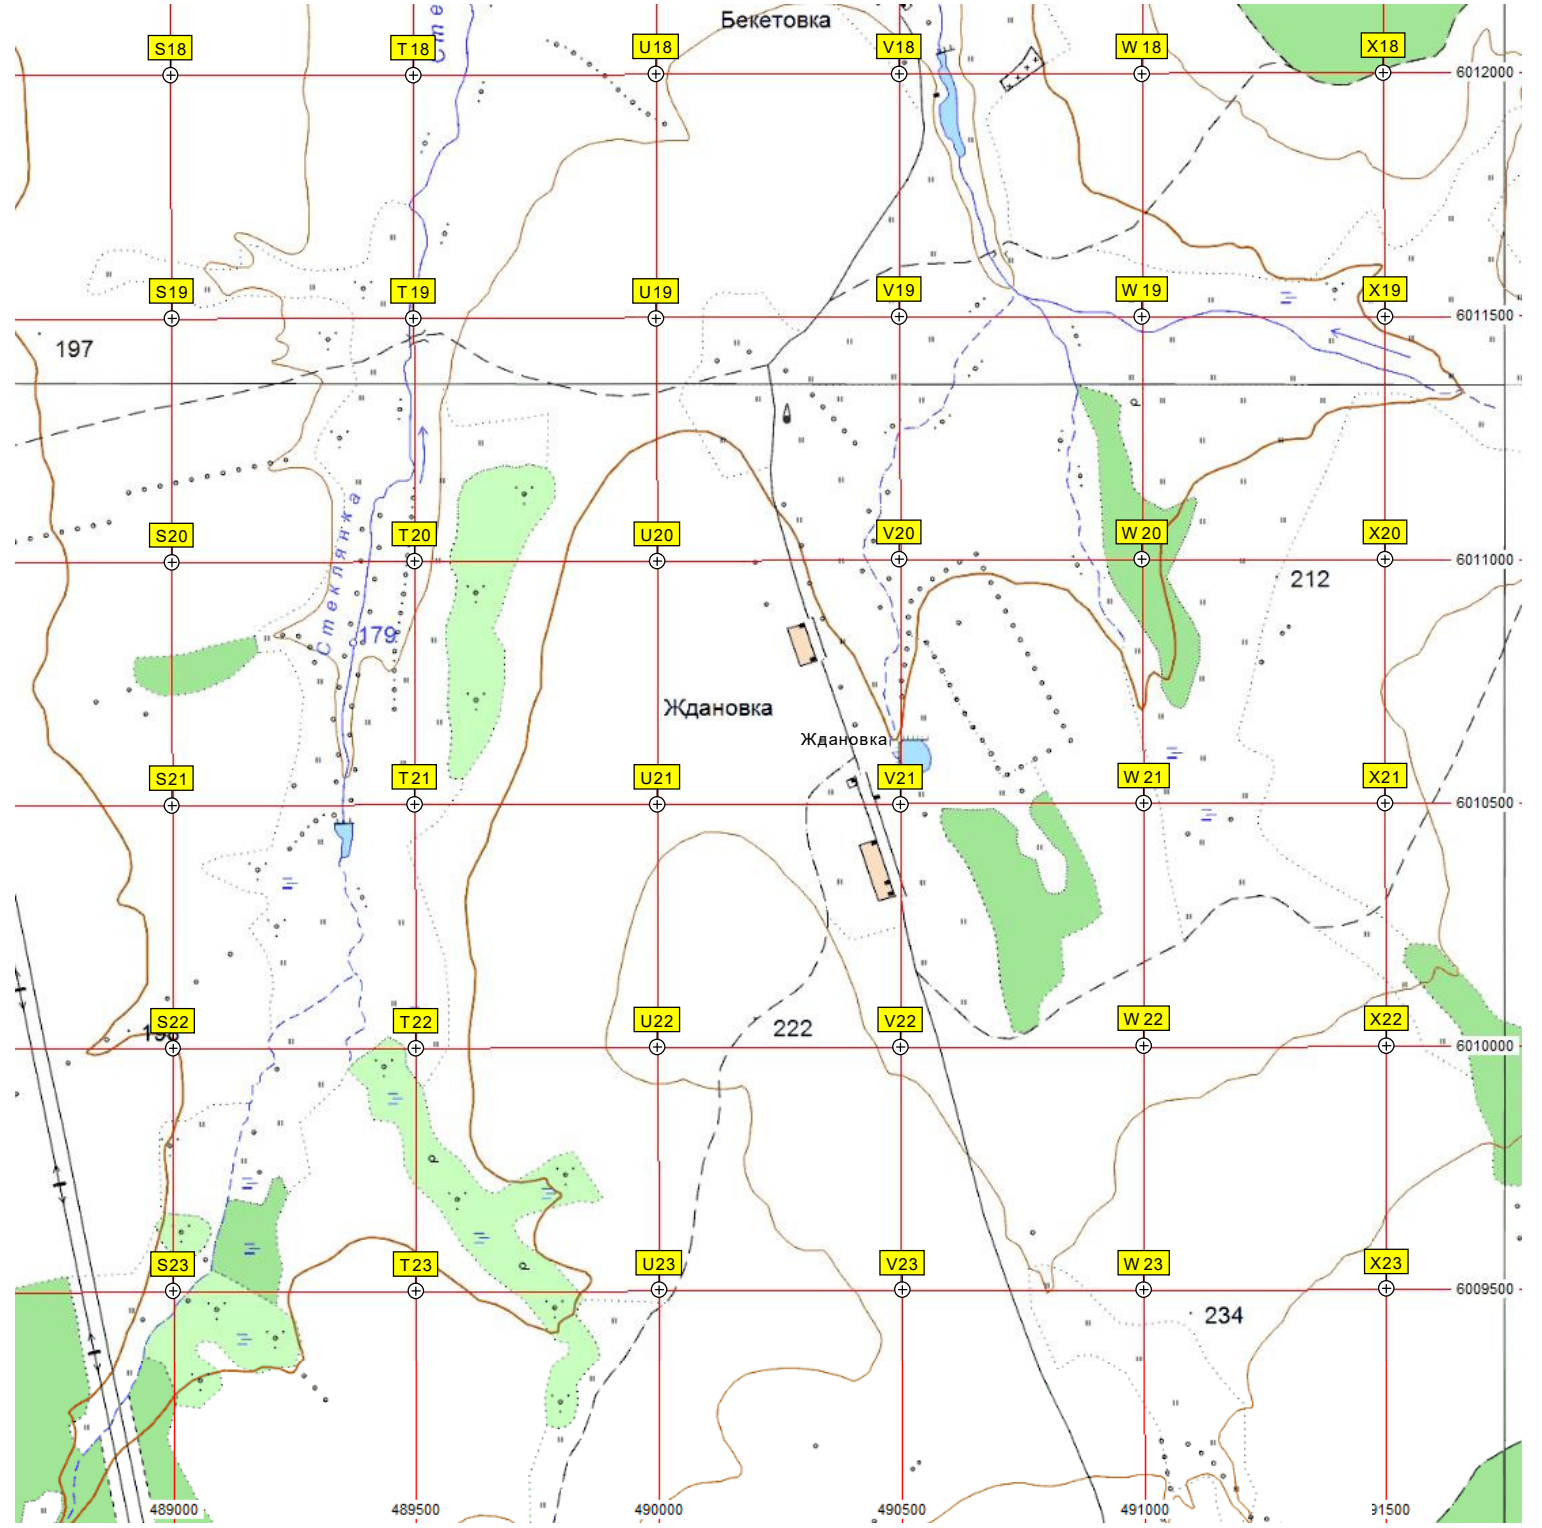 Бекетовка
Сте
S18 T18 U18 V18 W18 X18
6012000
S19 T19 U19 V19 W19 X19
6011500
197
Стеклянка
S20 T20 U20 V20 W20 X20
6011000
212
179
Ждановка
Ждановка
S21 T21 U21 V21 W21 X21
6010500
S22 T22 U22 V22 W22 X22
222
6010000
S23 T23 U23 V23 W23 X23
6009500
234
489000 489500 490000 490500 491000 91500